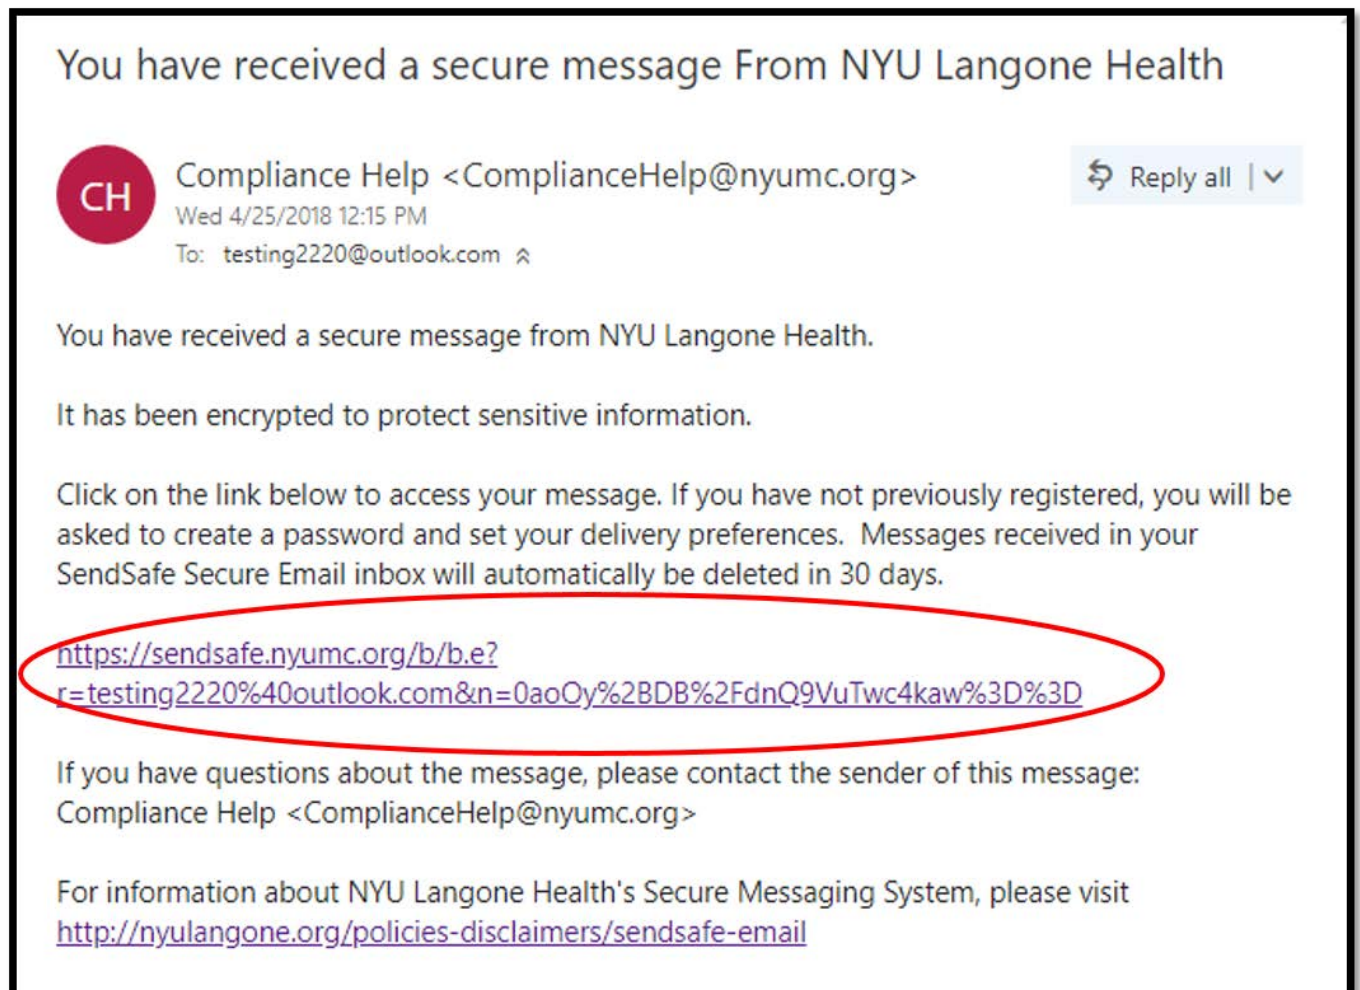 You have received a secure message From NYU Langone Health
CH
Compliance Help <ComplianceHelp@nyumc.org>
Reply all
Wed 4/25/2018 12:15 PM
To: testing2220@outlook.com
You have received a secure message from NYU Langone Health.
It has been encrypted to protect sensitive information.
Click on the link below to access your message. If you have not previously registered, you will be
asked to create a password and set your delivery preferences.  Messages received in your
SendSafe Secure Email inbox will automatically be deleted in 30 days.
https://sendsafe.nyumc.org/b/b.e?
r=testing2220%40outlook.com&n=0aoOy%2BDB%2FdnQ9VuTwc4kaw%3D%3D
If you have questions about the message, please contact the sender of this message:
Compliance Help <ComplianceHelp@nyumc.org>
For information about NYU Langone Health's Secure Messaging System, please visit
http://nyulangone.org/policies-disclaimers/sendsafe-email